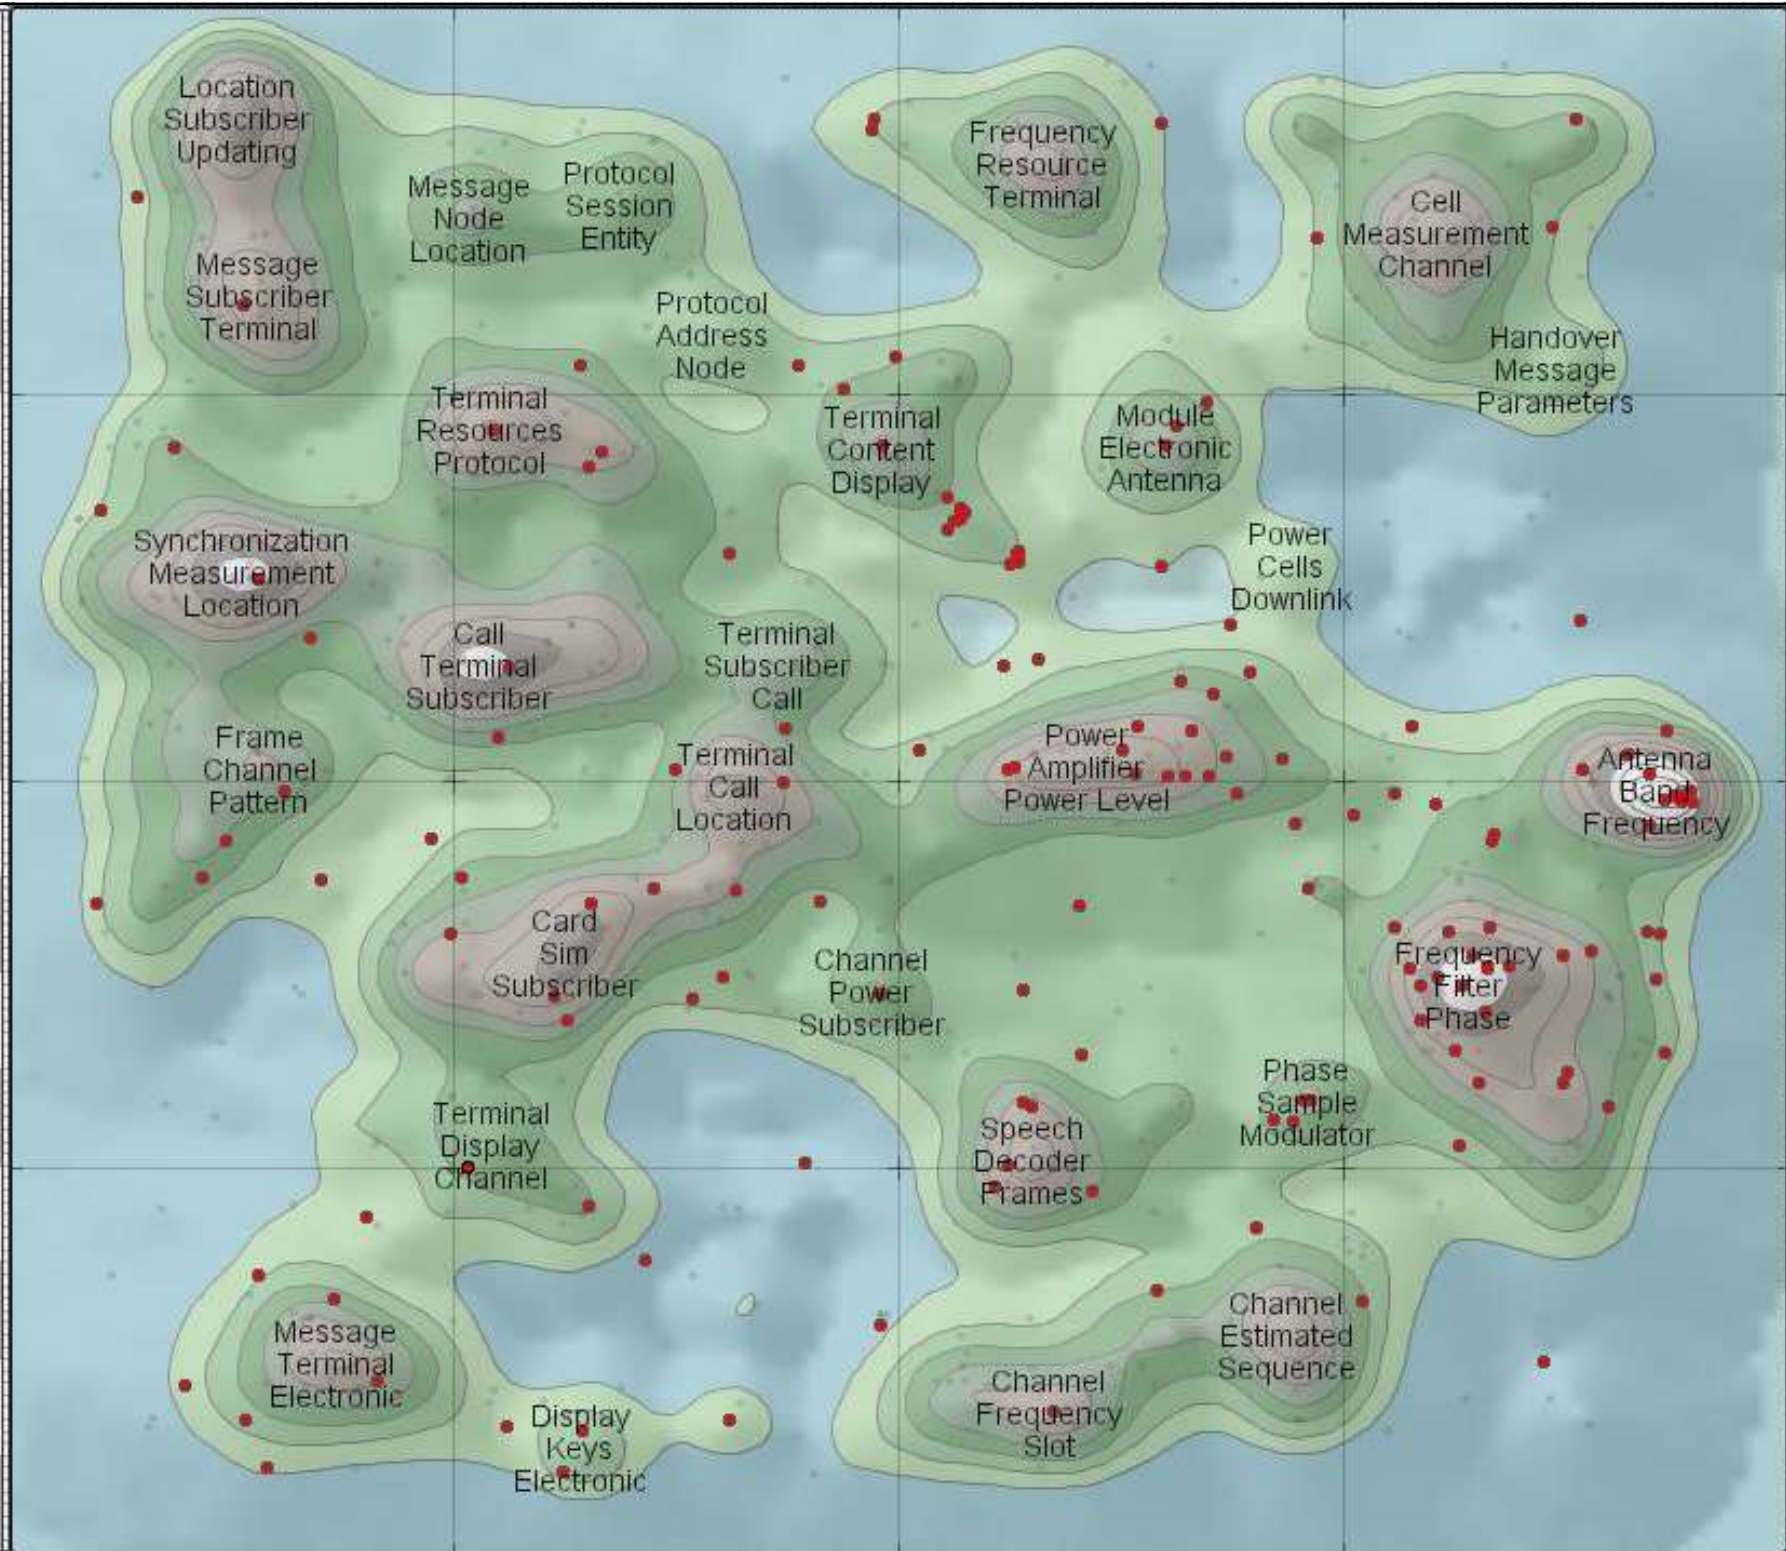 Location
Subscriber
Updating
Message
Node
Location
Protocol
Session
Entity
Frequency
Resource
Terminal
Cell
Measurement
Channel
Message
Subscriber
Terminal
Protocol
Address
Node
Handover
Message
Parameters
Terminal
Resources
Protocol
Terminal
Content
Display
Module
Electronic
Antenna
Synchronization
Measurement
Location
Power
Cells
Downlink
Call
Terminal
Subscriber
Terminal
Subscriber
Call
Frame
Channel
Pattern
Terminal
Call
Location
Power
Amplifier
Power Level
Antenna
Band
Frequency
Card
Sim
Subscriber
Channel
Power
Subscriber
Frequency
Filter
Phase
Terminal
Display
Channel
Speech
Decoder
Frames
Phase
Sample
Modulator
Message
Terminal
Electronic
Channel
Estimated
Sequence
Display
Keys
Electronic
Channel
Frequency
Slot